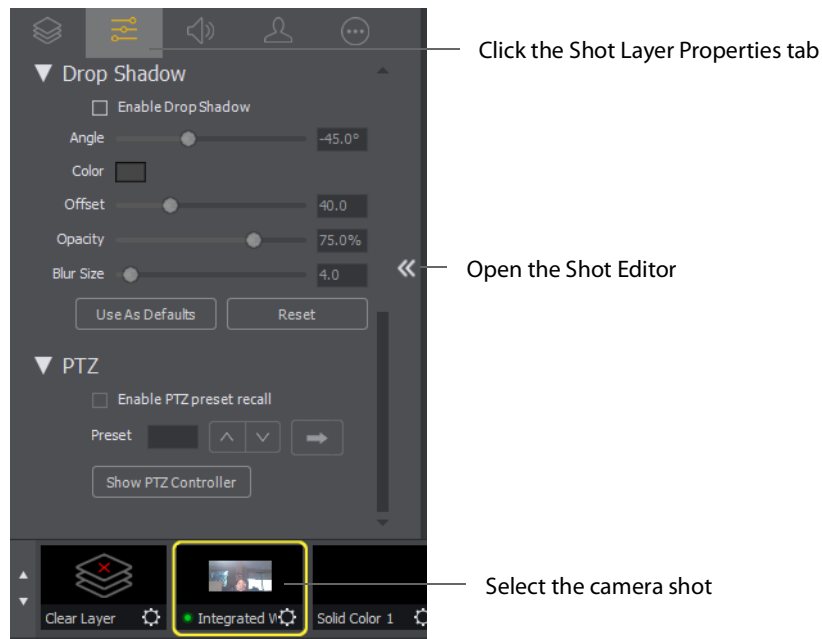 Click the Shot Layer Properties tab
Drop Shadow
Enable Drop Shadow
Angle -45.0°
Color
Offset 40.0
Opacity 75.0%
Open the Shot Editor
Blur Size 4.0
Use As Defaults Reset
PTZ
Enable PTZ preset recall
Preset
Show PTZ Controller
Select the camera shot
Clear Layer Integrated W Solid Color 1